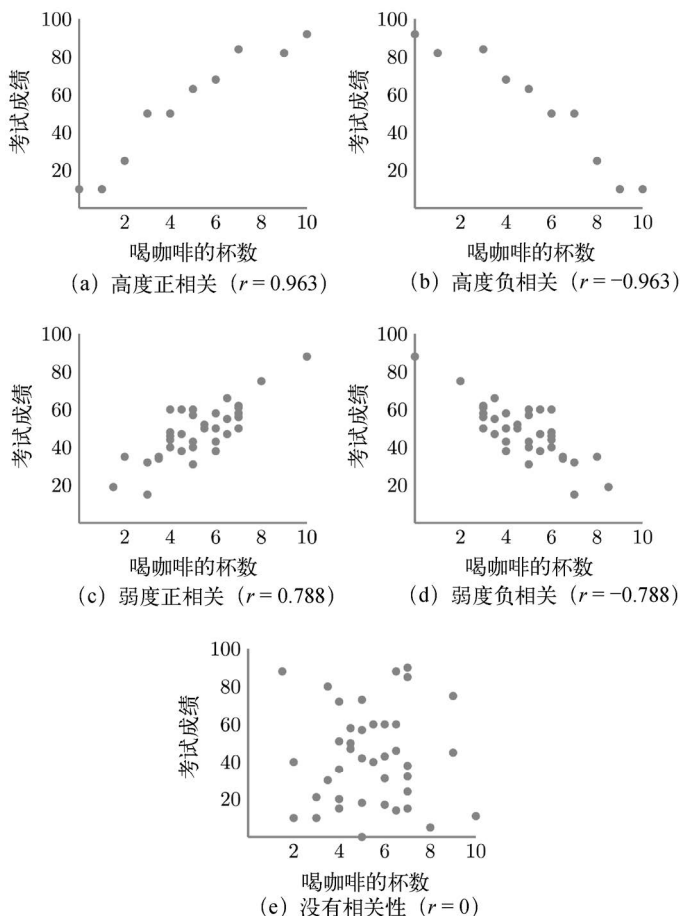 100
80
60
40
20
考试成绩
2 4 6 8 10
喝咖啡的杯数
(a) 高度正相关（r = 0.963）
100
80
60
40
20
考试成绩
2 4 6 8 10
喝咖啡的杯数
(b) 高度负相关（r = −0.963）
100
80
60
40
20
考试成绩
2 4 6 8 10
喝咖啡的杯数
(c) 弱度正相关（r = 0.788）
100
80
60
40
20
考试成绩
2 4 6 8 10
喝咖啡的杯数
(d) 弱度负相关（r = −0.788）
100
80
60
40
20
考试成绩
2 4 6 8 10
喝咖啡的杯数
(e) 没有相关性（r = 0）